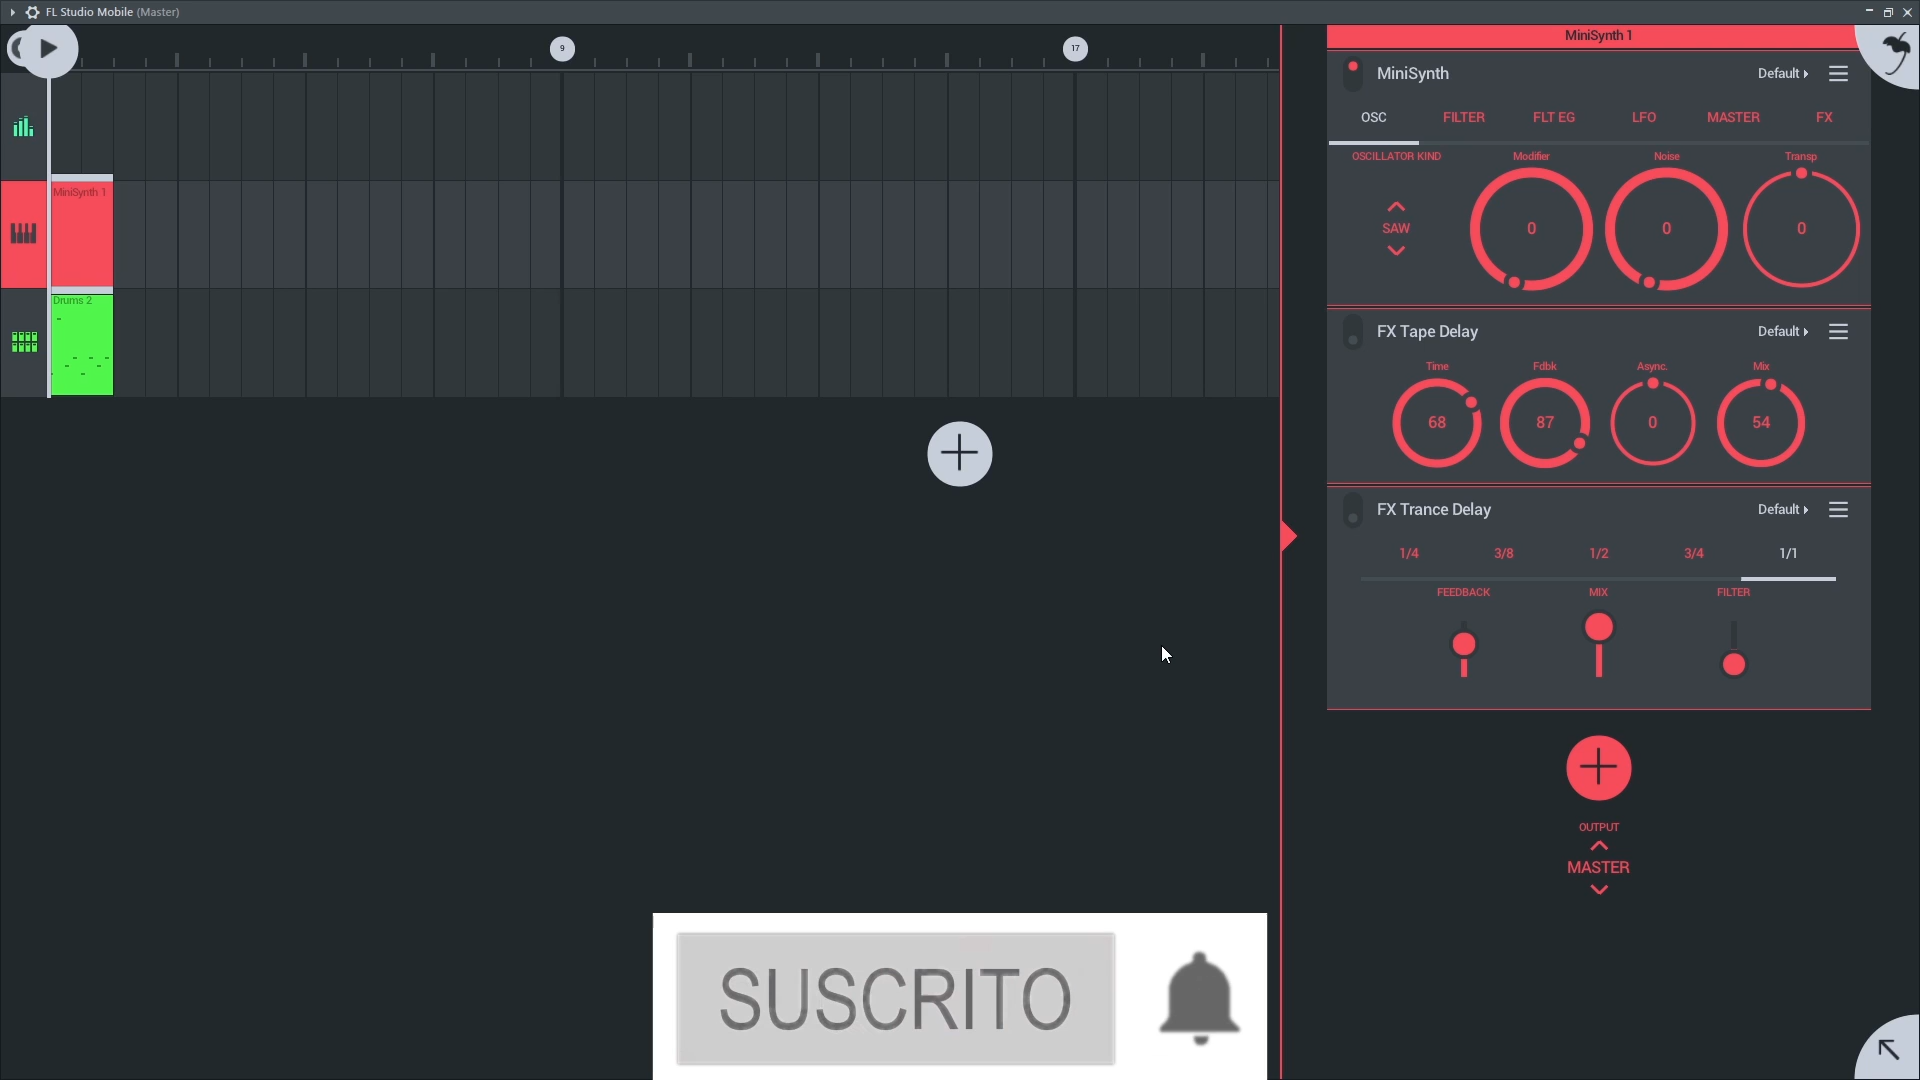 FL Studio Mobile (Master)
9
17
MiniSynth 1
Drums 2
MiniSynth 1
MiniSynth
Default
OSC
FILTER
FLT EG
LFO
MASTER
FX
OSCILLATOR KIND
Modifier
Noise
Transp
SAW
0
0
0
FX Tape Delay
Default
Time
Fdbk
Async.
Mix
68
87
0
54
FX Trance Delay
Default
1/4
3/8
1/2
3/4
1/1
FEEDBACK
MIX
FILTER
OUTPUT
MASTER
SUSCRITO